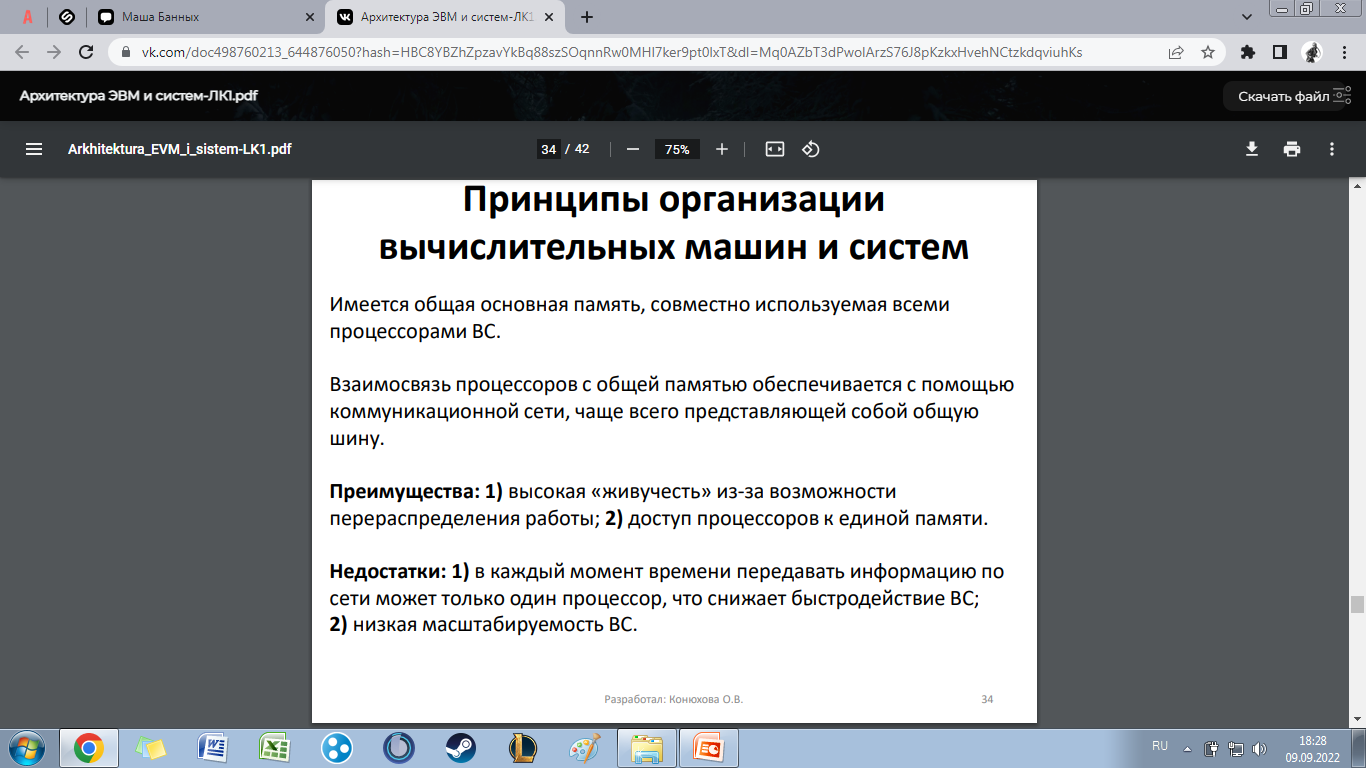 Маша Банных
Архитектура ЭВМ и систем-ЛК1
vk.com/doc498760213_644876050?hash=HBC8YBZhZpzavYkBq88szSOqnnRw0MHI7ker9pt0IxT&dl=Mq0AZbT3dPwoIArzS76J8pKzkxHvehNCtzkdqviuhKs
Архитектура ЭВМ и систем-ЛК1.pdf
Скачать файл
Arkhitektura_EVM_i_sistem-LK1.pdf
34 / 42
75%
Принципы организации
вычислительных машин и систем
Имеется общая основная память, совместно используемая всеми
процессорами ВС.
Взаимосвязь процессоров с общей памятью обеспечивается с помощью
коммуникационной сети, чаще всего представляющей собой общую
шину.
Преимущества: 1) высокая «живучесть» из-за возможности
перераспределения работы; 2) доступ процессоров к единой памяти.
Недостатки: 1) в каждый момент времени передавать информацию по
сети может только один процессор, что снижает быстродействие ВС;
2) низкая масштабируемость ВС.
Разработал: Конюхова О.В.
34
RU
18:28
09.09.2022